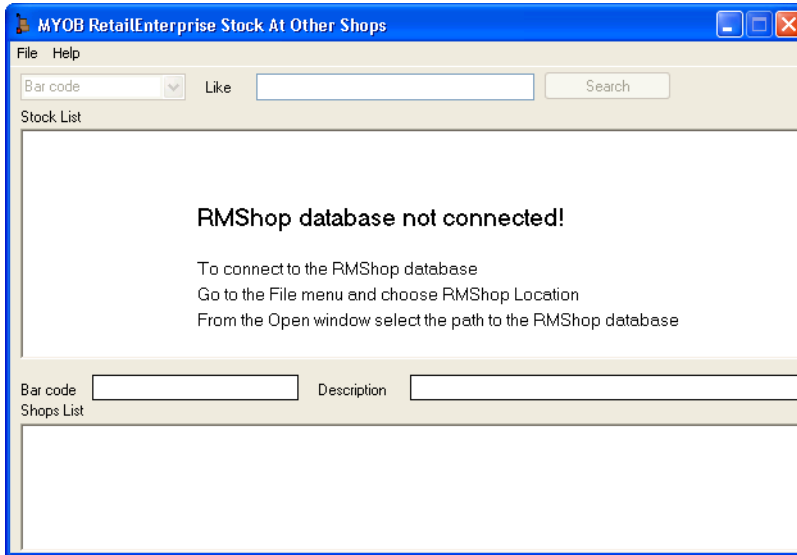 MYOB RetailEnterprise Stock At Other Shops
File Help
Bar code Like Search
Stock List
RMShop database not connected!
To connect to the RMShop database
Go to the File menu and choose RMShop Location
From the Open window select the path to the RMShop database
Bar code Description
Shops List